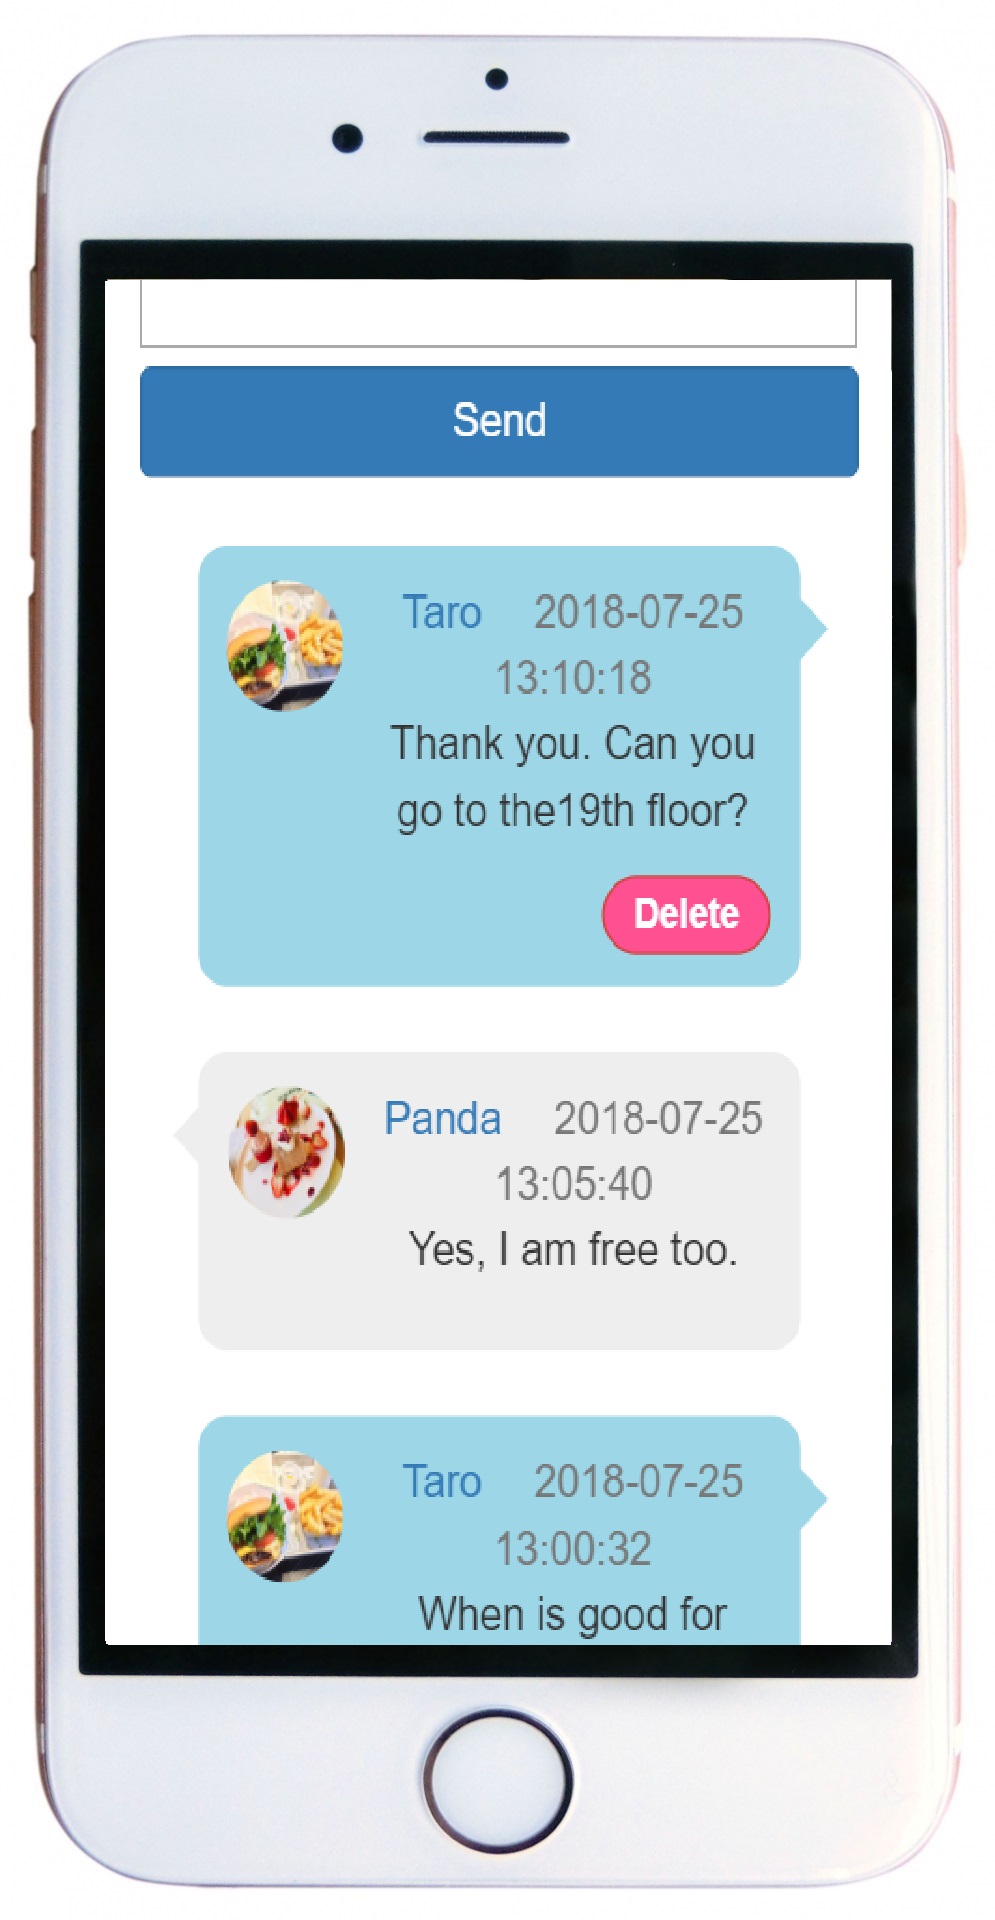 Send
Taro 2018-07-25
13:10:18
Thank you. Can you
go to the19th floor?
Delete
Panda 2018-07-25
13:05:40
Yes, I am free too.
Taro 2018-07-25
13:00:32
When is good for